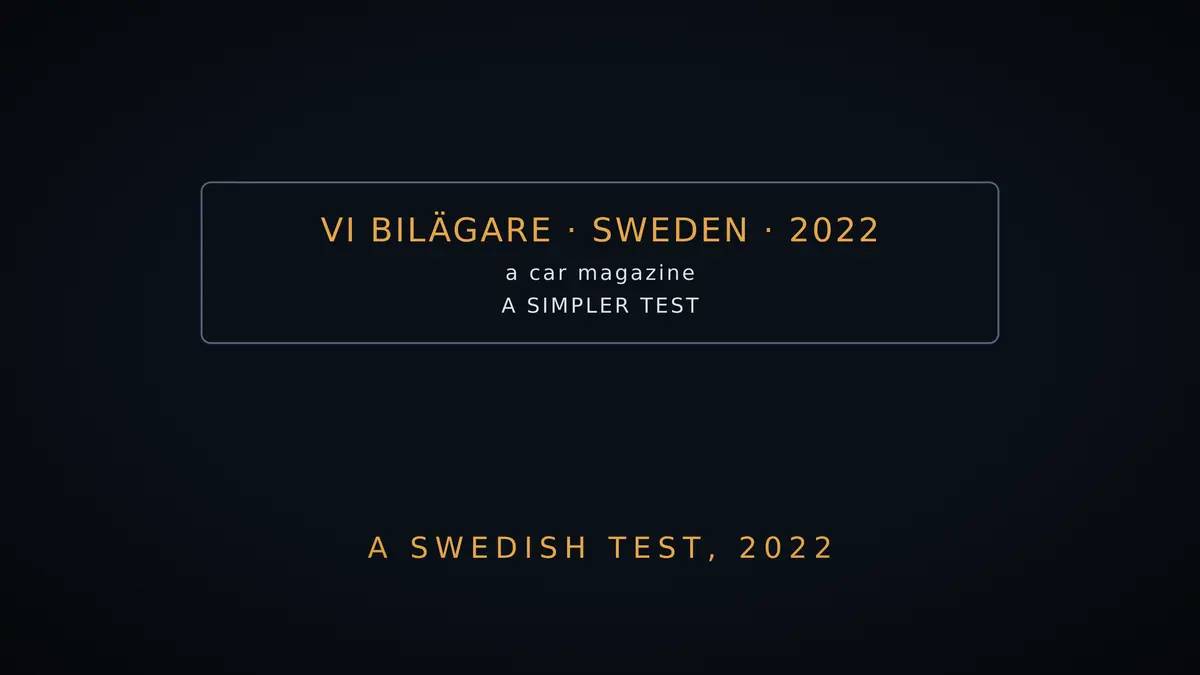 VI BILÄGARE · SWEDEN · 2022
a car magazine
A SIMPLER TEST
A SWEDISH TEST, 2022